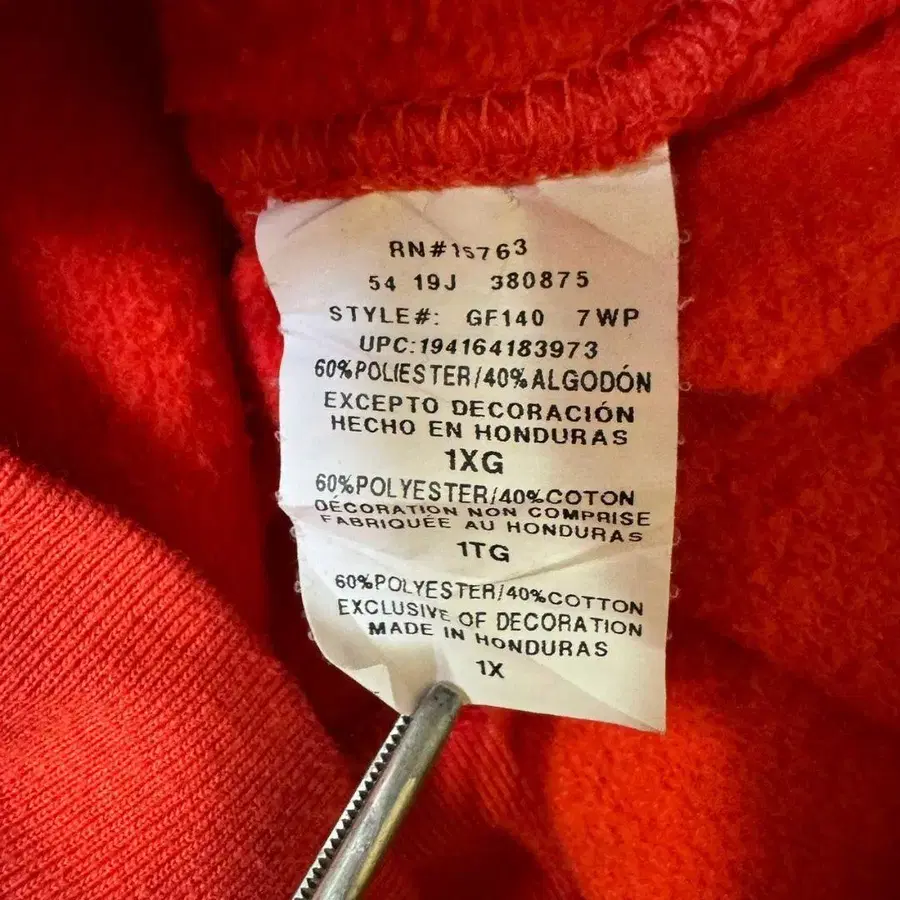 RN#15763
54 19J 380875
STYLE#: GF140 7WP
UPC:194164183973
60%POLIESTER/40%ALGODÓN
EXCEPTO DECORACIÓN
HECHO EN HONDURAS
1XG
60%POLYESTER/40%COTON
DÉCORATION NON COMPRISE
FABRIQUÉE AU HONDURAS
1TG
60%POLYESTER/40%COTTON
EXCLUSIVE OF DECORATION
MADE IN HONDURAS
1X